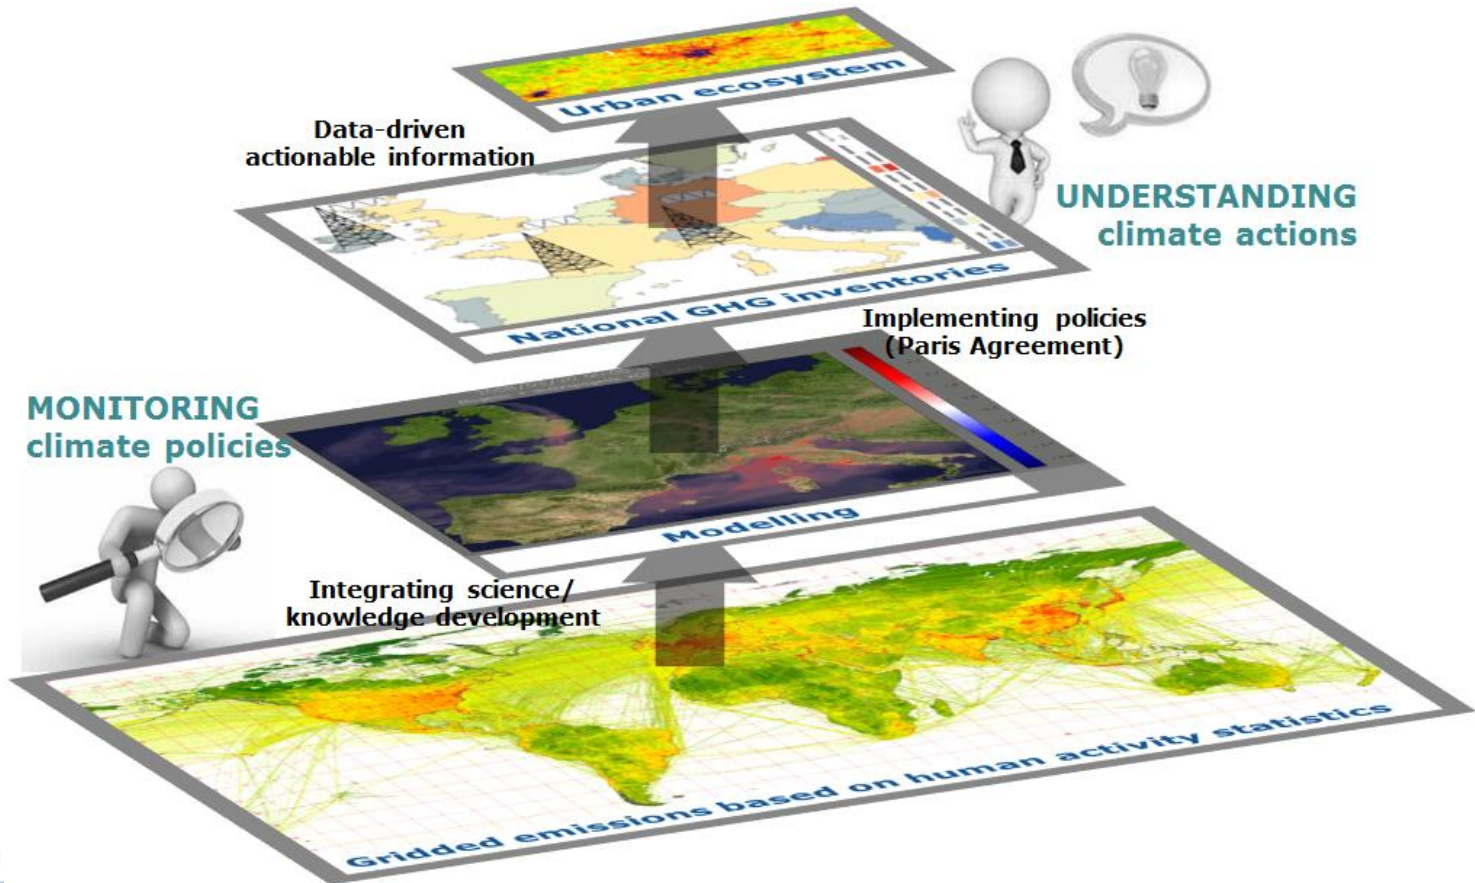 Urban ecosystem
Data-driven
actionable information
UNDERSTANDING
climate actions
National GHG inventories
Implementing policies
(Paris Agreement)
MONITORING
climate policies
Modelling
Integrating science/
knowledge development
Gridded emissions based on human activity statistics